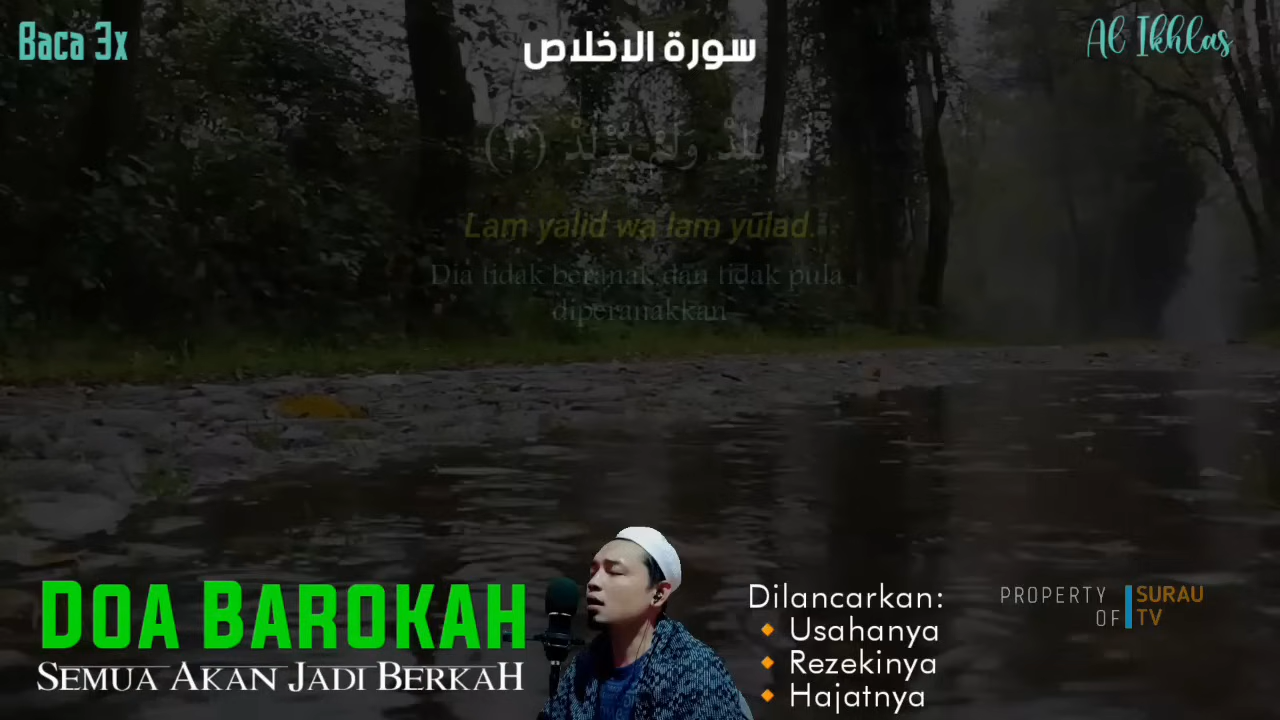 Baca 3x
سورة الاخلاص
Al Ikhlas
لَمْ يَلِدْ وَلَمْ يُوْلَدْ (٣)
Lam yalid wa lam yulad.
Dia tidak beranak dan tidak pula
diperanakkan
DOA BAROKAH
SEMUA AKAN JADI BERKAH
Dilancarkan:
🔸 Usahanya
🔸 Rezekinya
🔸 Hajatnya
PROPERTY OF
SURAU TV